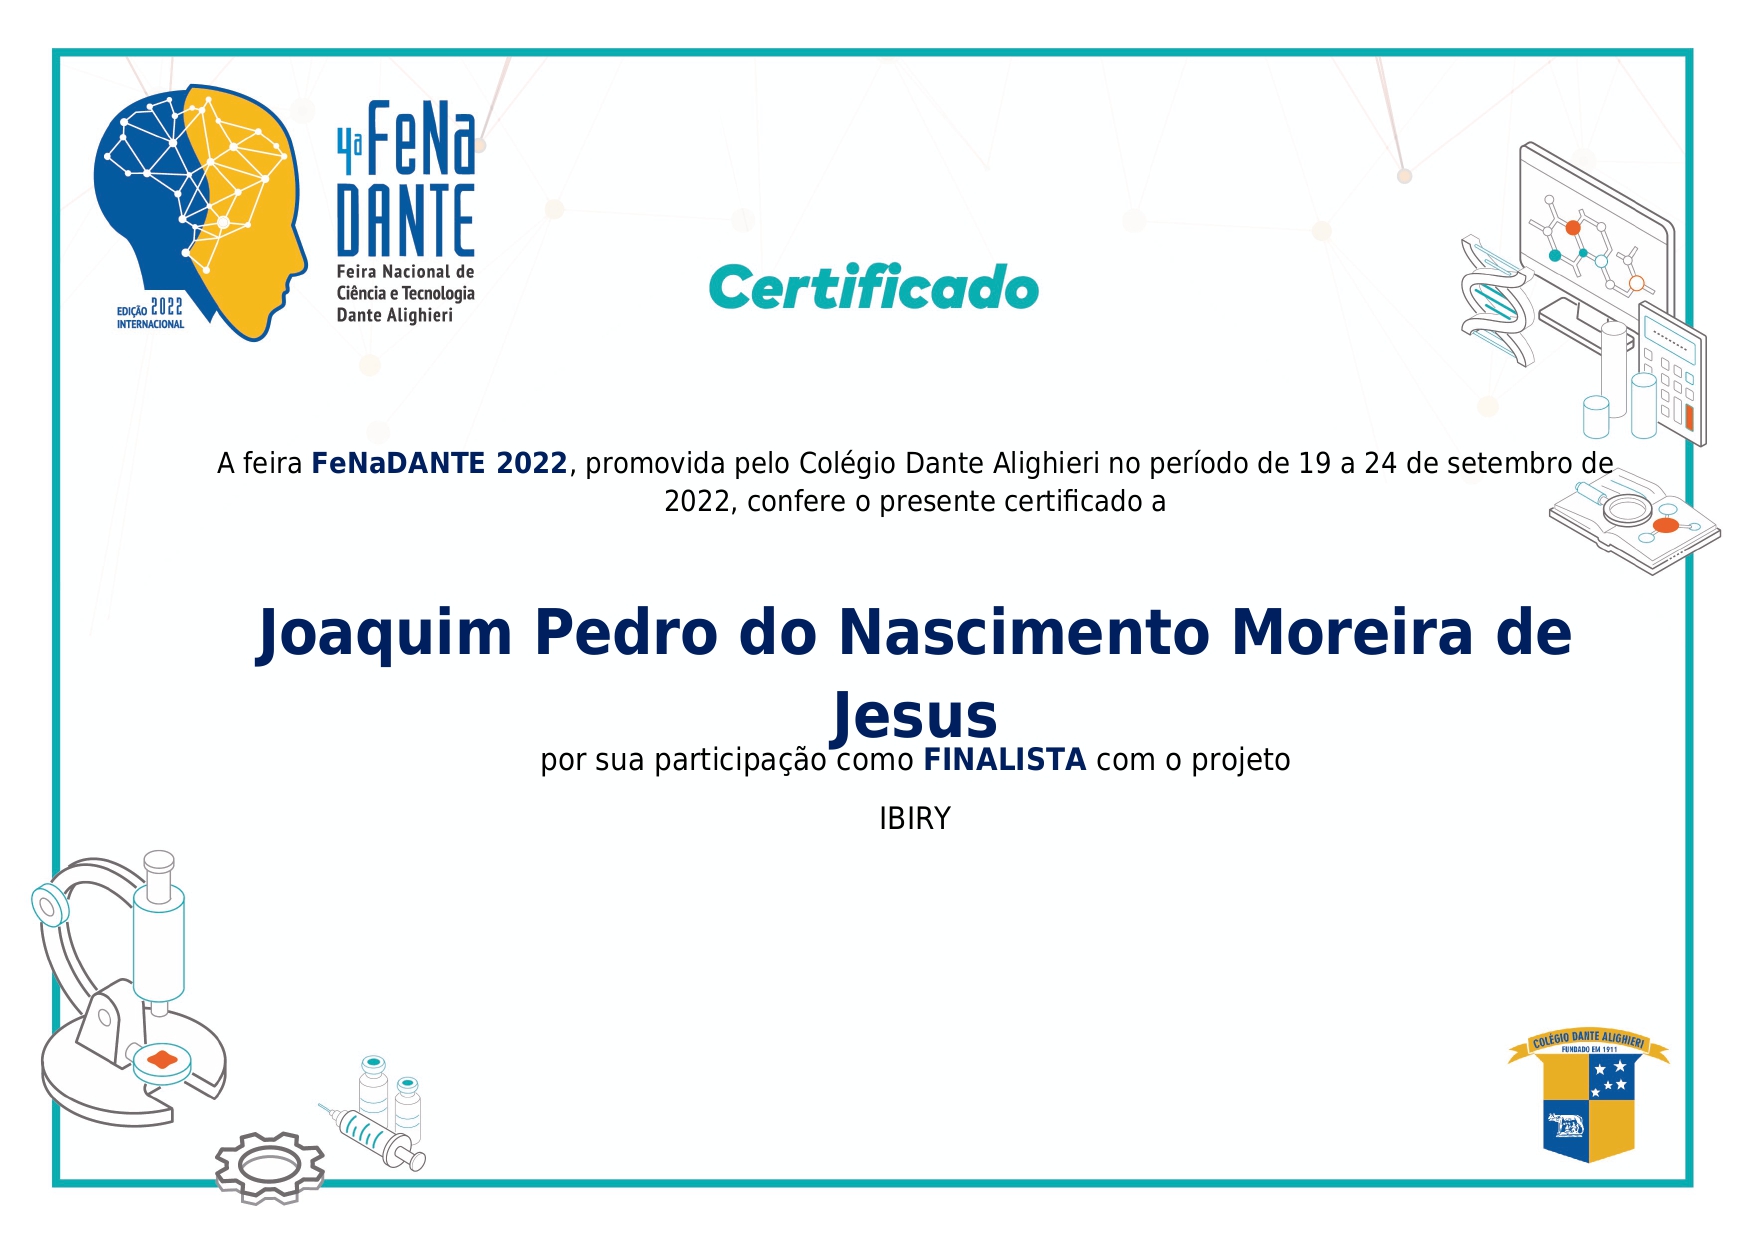 4ª FeNa
DANTE
Feira Nacional de
Ciência e Tecnologia
Dante Alighieri
EDIÇÃO 2022
INTERNACIONAL
Certificado
A feira FeNaDANTE 2022, promovida pelo Colégio Dante Alighieri no período de 19 a 24 de setembro de
2022, confere o presente certificado a
Joaquim Pedro do Nascimento Moreira de
Jesus
por sua participação como FINALISTA com o projeto
IBIRY
COLÉGIO DANTE ALIGHIERI
FUNDADO EM 1911